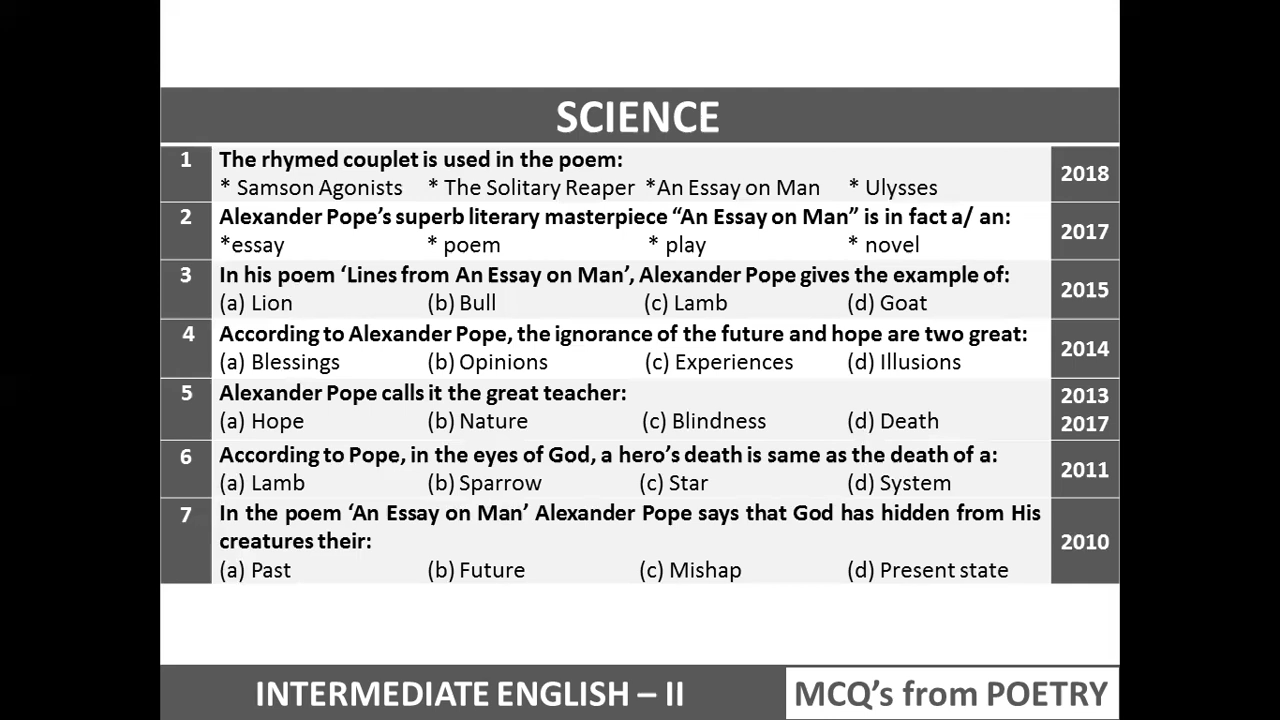 SCIENCE
1 The rhymed couplet is used in the poem:
* Samson Agonists * The Solitary Reaper *An Essay on Man * Ulysses
2018
2 Alexander Pope's superb literary masterpiece “An Essay on Man” is in fact a/ an:
*essay * poem * play * novel
2017
3 In his poem ‘Lines from An Essay on Man’, Alexander Pope gives the example of:
(a) Lion (b) Bull (c) Lamb (d) Goat
2015
4 According to Alexander Pope, the ignorance of the future and hope are two great:
(a) Blessings (b) Opinions (c) Experiences (d) Illusions
2014
5 Alexander Pope calls it the great teacher: 2013
(a) Hope (b) Nature (c) Blindness (d) Death 2017
6 According to Pope, in the eyes of God, a hero's death is same as the death of a:
(a) Lamb (b) Sparrow (c) Star (d) System
2011
7 In the poem ‘An Essay on Man’ Alexander Pope says that God has hidden from His
creatures their:
(a) Past (b) Future (c) Mishap (d) Present state
2010
INTERMEDIATE ENGLISH – II MCQ's from POETRY